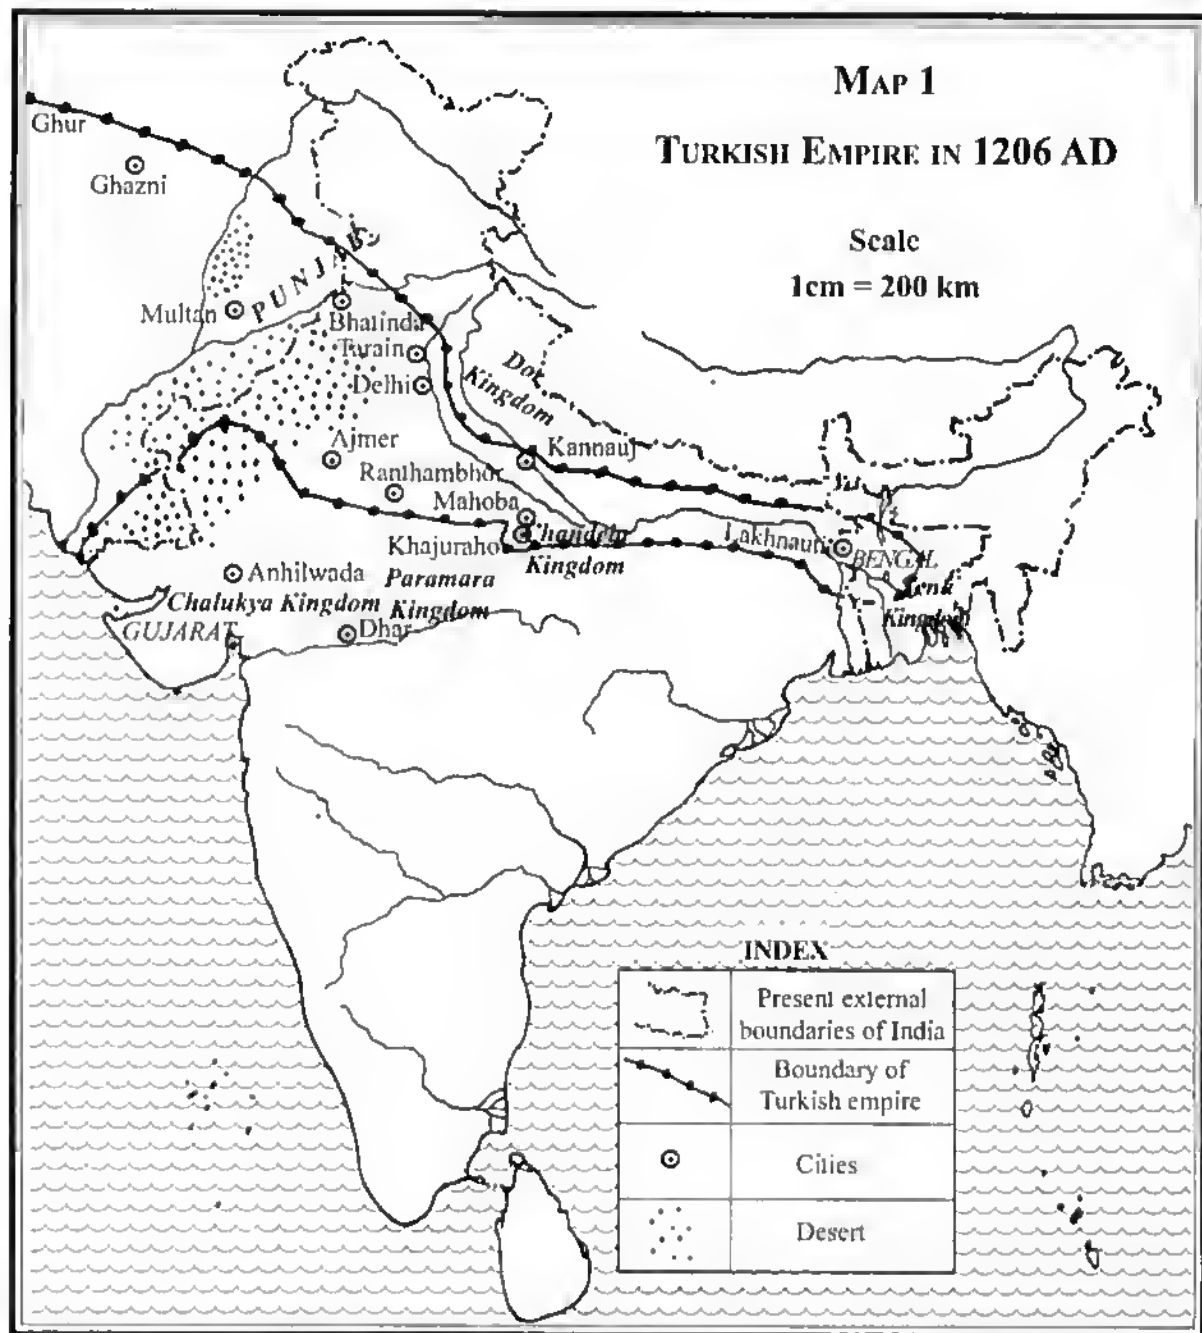 MAP 1
TURKISH EMPIRE IN 1206 AD
Scale
1cm = 200 km
Ghur
Ghazni
PUNJAB
Multan
Bhatinda
Tarain
Delhi
Dor
Kingdom
Ajmer
Kannauj
Ranthambhor
Mahoba
Khajuraho
Chandela
Kingdom
Lakhnauti
BENGAL
Sena
Kingdom
Anhilwada
Paramara
Kingdom
Chalukya Kingdom
GUJARAT
Dhar
INDEX
Present external
boundaries of India
Boundary of
Turkish empire
Cities
Desert